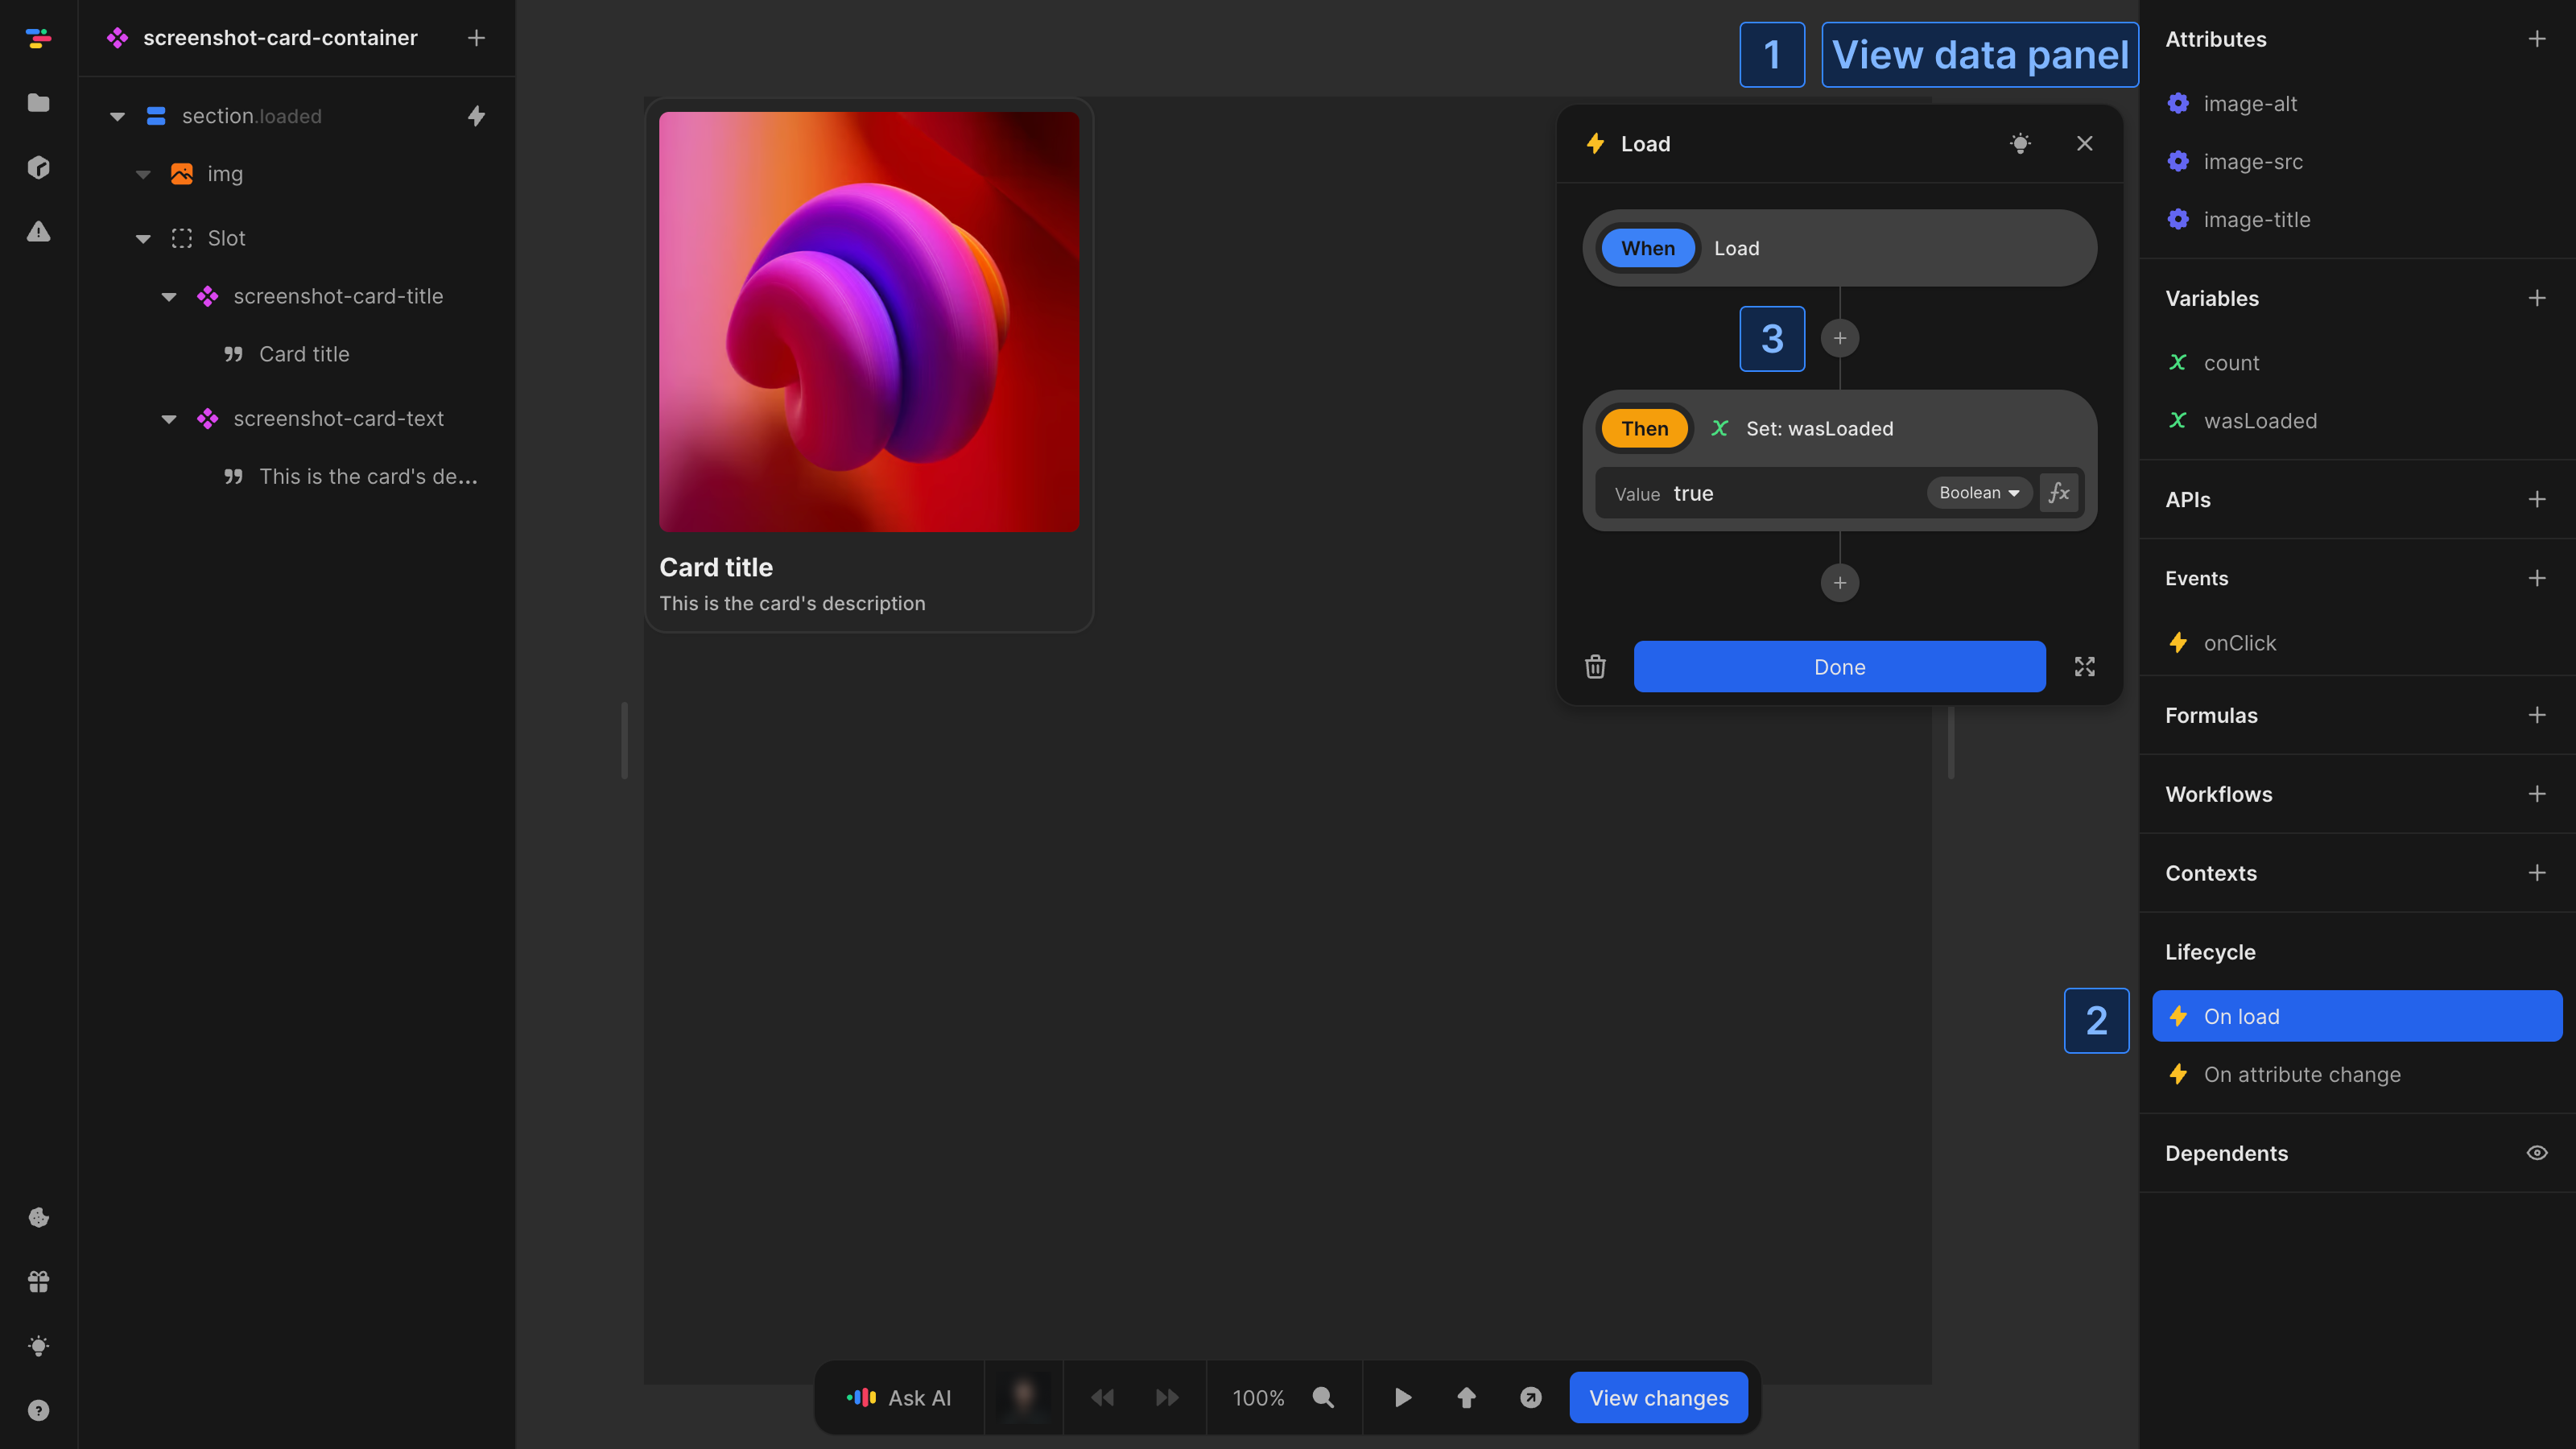 screenshot-card-container
section.loaded
img
Slot
screenshot-card-title
Card title
screenshot-card-text
This is the card's de...
Card title
This is the card's description
1
View data panel
Load
When
Load
3
Then
Set: wasLoaded
Value
true
Boolean
fx
Done
Attributes
image-alt
image-src
image-title
Variables
count
wasLoaded
APIs
Events
onClick
Formulas
Workflows
Contexts
Lifecycle
2
On load
On attribute change
Dependents
Ask AI
100%
View changes